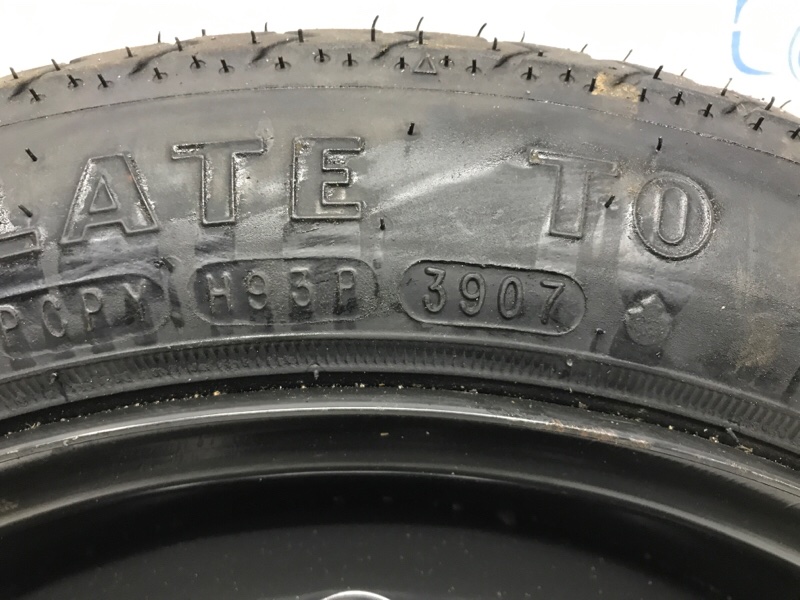 LATE TO
PCPY H93P 3907